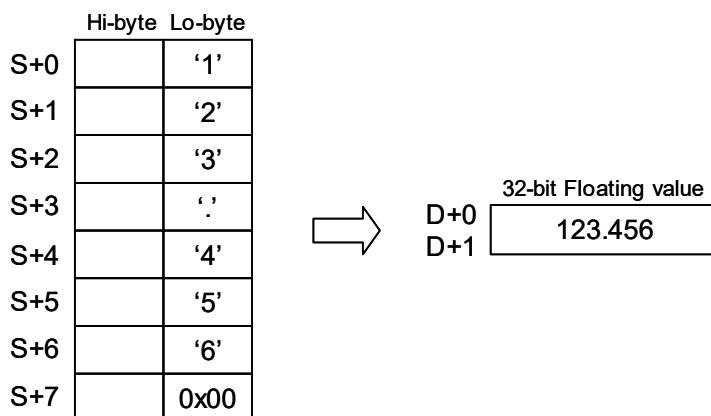 Hi-byte Lo-byte
S+0 ‘1’
S+1 ‘2’
S+2 ‘3’
S+3 ‘.’
S+4 ‘4’
S+5 ‘5’
S+6 ‘6’
S+7 0x00
32-bit Floating value
D+0
D+1
123.456